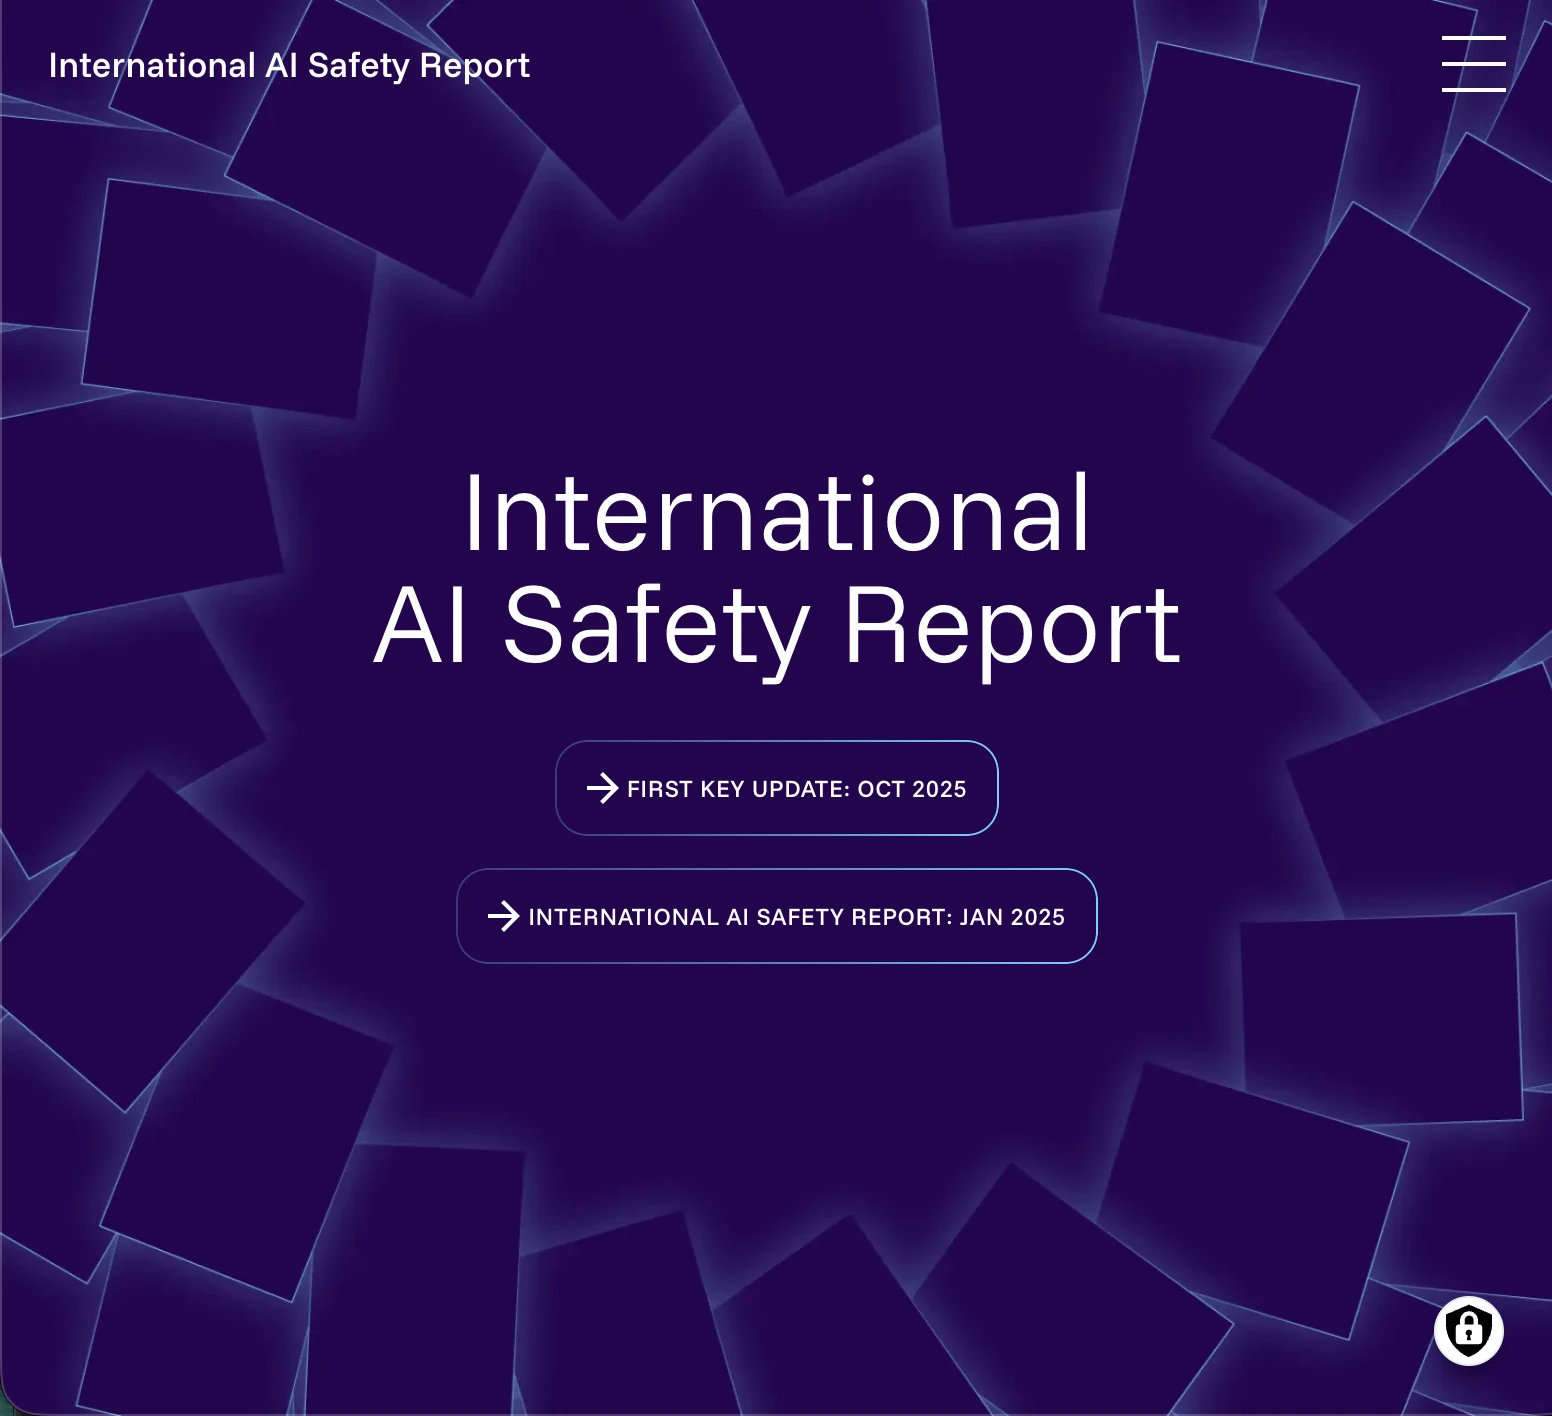 International AI Safety Report
International
AI Safety Report
FIRST KEY UPDATE: OCT 2025
INTERNATIONAL AI SAFETY REPORT: JAN 2025